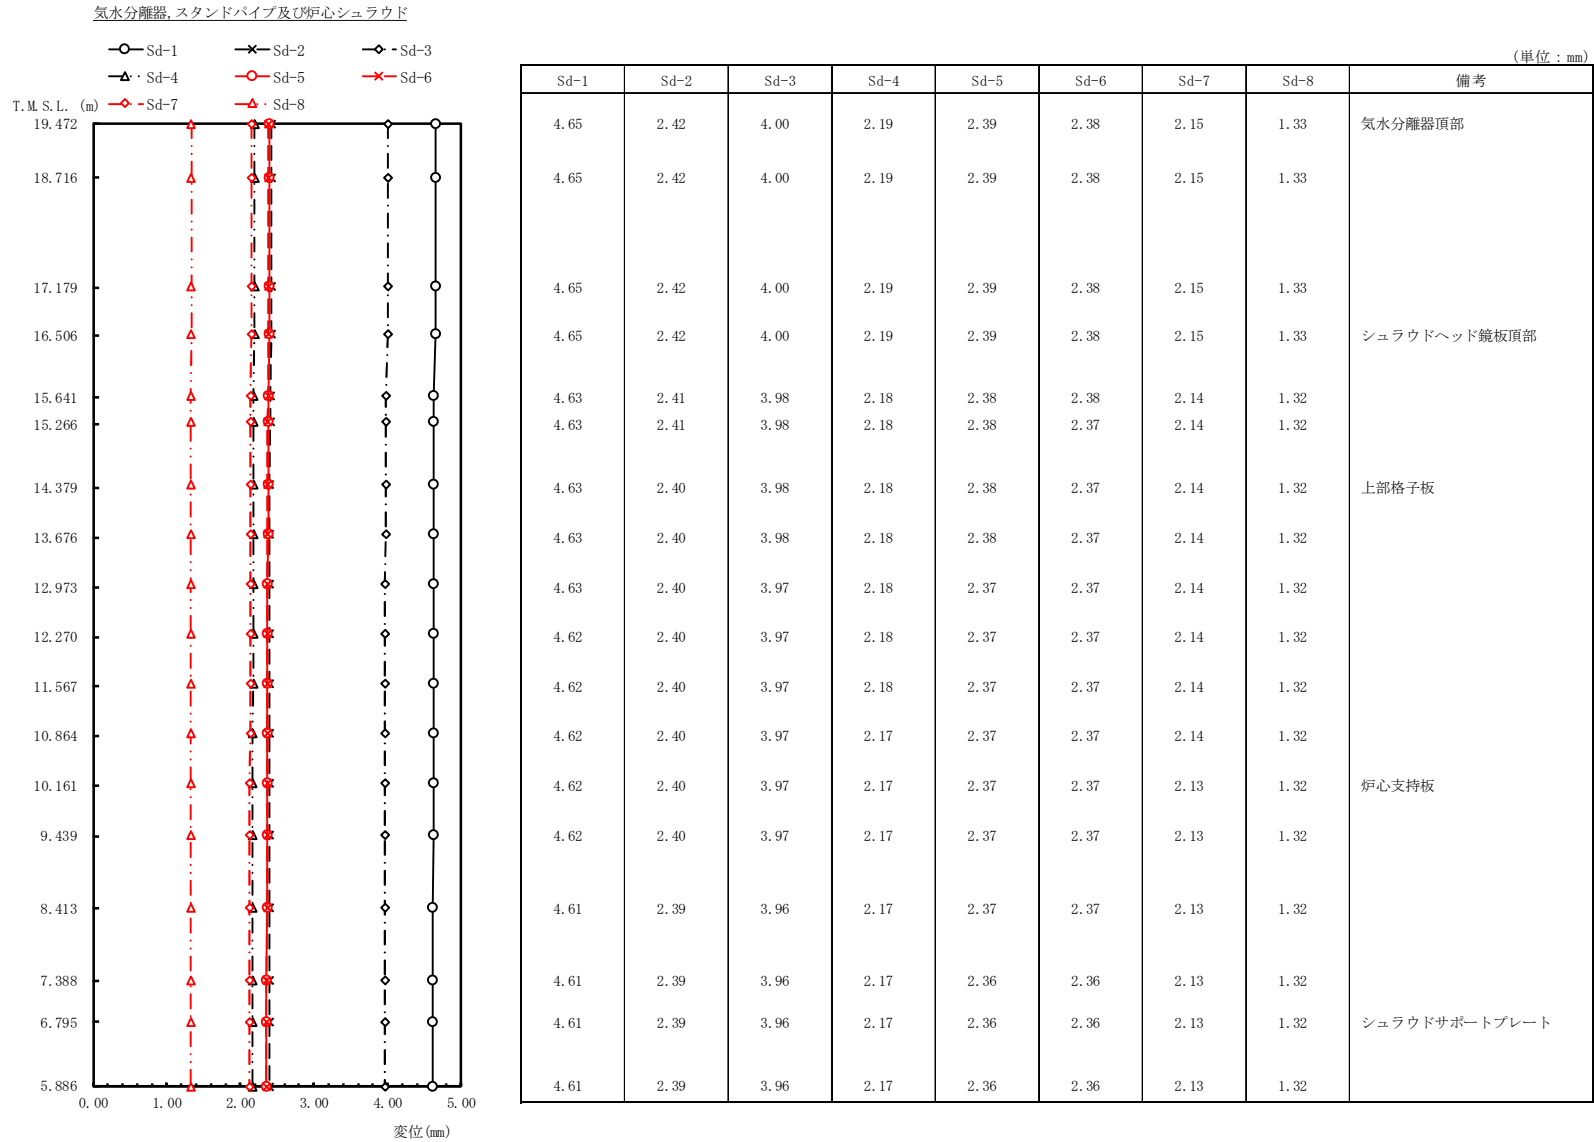 気水分離器,スタンドパイプ及び炉心シュラウド
Sd-1 Sd-2 Sd-3
Sd-4 Sd-5 Sd-6
Sd-7 Sd-8
T.M.S.L. (m)
19.472
18.716
17.179
16.506
15.641
15.266
14.379
13.676
12.973
12.270
11.567
10.864
10.161
9.439
8.413
7.388
6.795
5.886
0.00 1.00 2.00 3.00 4.00 5.00
変位(mm)
(単位:mm)
Sd-1 Sd-2 Sd-3 Sd-4 Sd-5 Sd-6 Sd-7 Sd-8 備考
4.65 2.42 4.00 2.19 2.39 2.38 2.15 1.33 気水分離器頂部
4.65 2.42 4.00 2.19 2.39 2.38 2.15 1.33
4.65 2.42 4.00 2.19 2.39 2.38 2.15 1.33
4.65 2.42 4.00 2.19 2.39 2.38 2.15 1.33 シュラウドヘッド鏡板頂部
4.63 2.41 3.98 2.18 2.38 2.38 2.14 1.32
4.63 2.41 3.98 2.18 2.38 2.37 2.14 1.32
4.63 2.40 3.98 2.18 2.38 2.37 2.14 1.32 上部格子板
4.63 2.40 3.98 2.18 2.38 2.37 2.14 1.32
4.63 2.40 3.97 2.18 2.37 2.37 2.14 1.32
4.62 2.40 3.97 2.18 2.37 2.37 2.14 1.32
4.62 2.40 3.97 2.18 2.37 2.37 2.14 1.32
4.62 2.40 3.97 2.17 2.37 2.37 2.14 1.32
4.62 2.40 3.97 2.17 2.37 2.37 2.13 1.32 炉心支持板
4.62 2.40 3.97 2.17 2.37 2.37 2.13 1.32
4.61 2.39 3.96 2.17 2.37 2.37 2.13 1.32
4.61 2.39 3.96 2.17 2.36 2.36 2.13 1.32
4.61 2.39 3.96 2.17 2.36 2.36 2.13 1.32 シュラウドサポートプレート
4.61 2.39 3.96 2.17 2.36 2.36 2.13 1.32